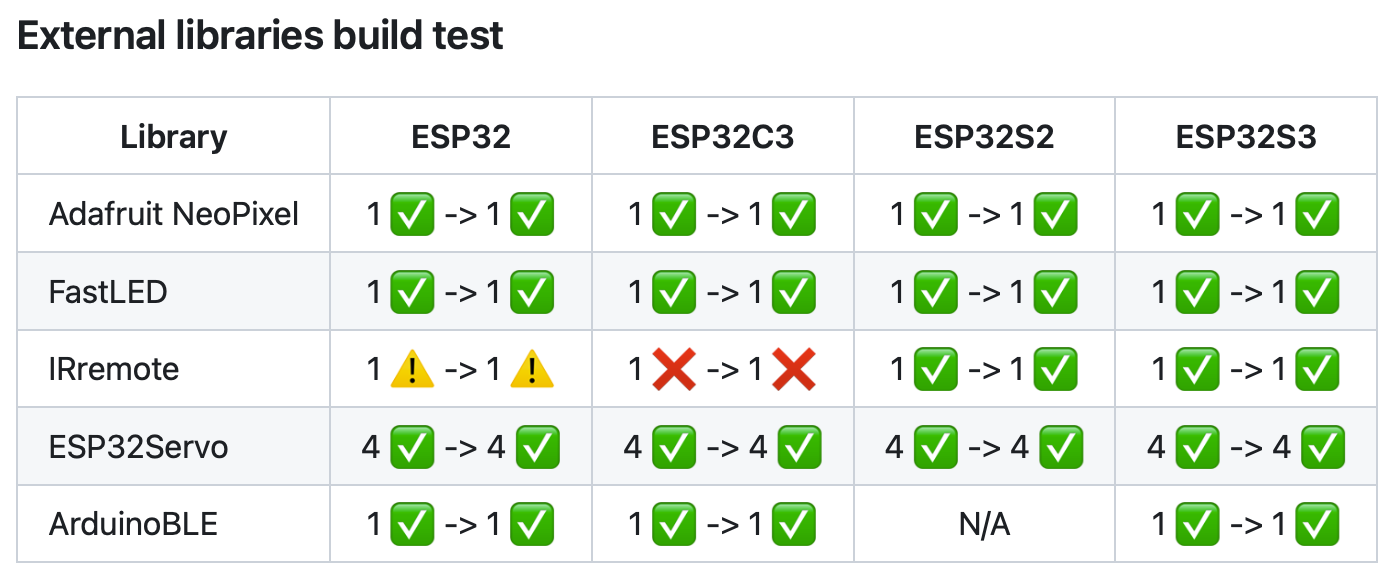 External libraries build test
Library ESP32 ESP32C3 ESP32S2 ESP32S3
Adafruit NeoPixel 1 ✅ -> 1 ✅ 1 ✅ -> 1 ✅ 1 ✅ -> 1 ✅ 1 ✅ -> 1 ✅
FastLED 1 ✅ -> 1 ✅ 1 ✅ -> 1 ✅ 1 ✅ -> 1 ✅ 1 ✅ -> 1 ✅
IRremote 1 ⚠️ -> 1 ⚠️ 1 ❌ -> 1 ❌ 1 ✅ -> 1 ✅ 1 ✅ -> 1 ✅
ESP32Servo 4 ✅ -> 4 ✅ 4 ✅ -> 4 ✅ 4 ✅ -> 4 ✅ 4 ✅ -> 4 ✅
ArduinoBLE 1 ✅ -> 1 ✅ 1 ✅ -> 1 ✅ N/A 1 ✅ -> 1 ✅